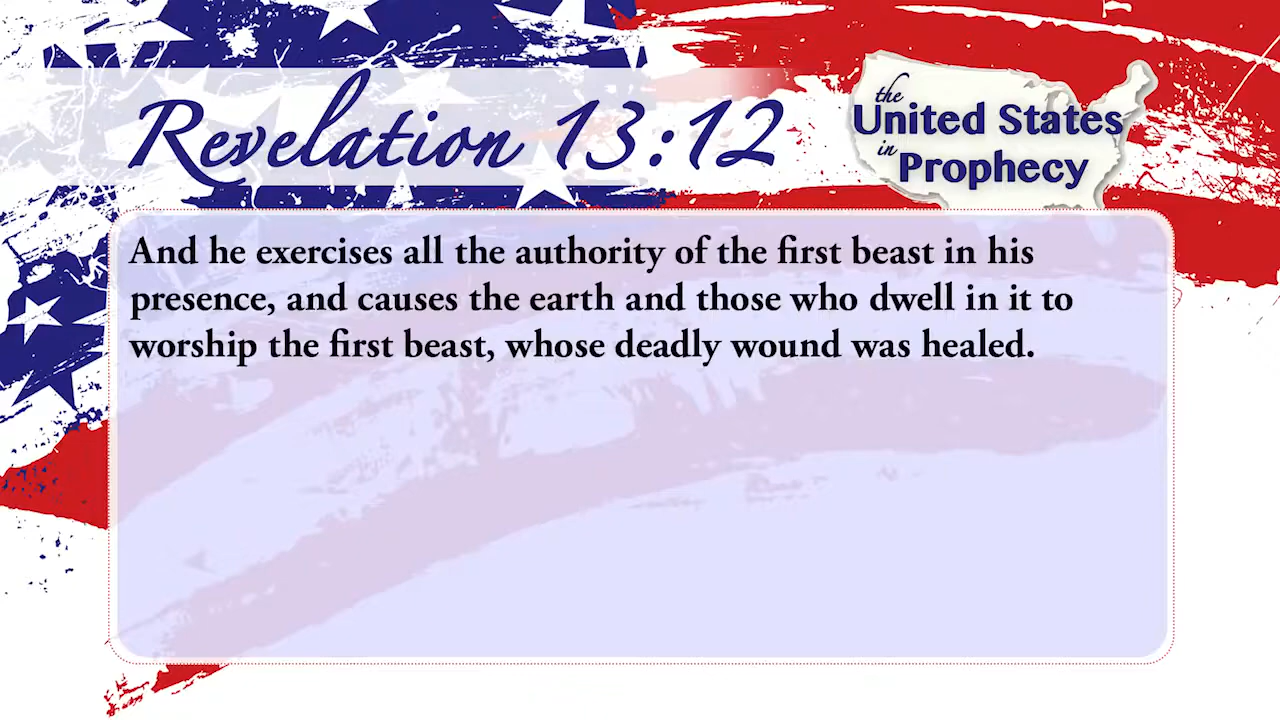 Revelation 13:12
the
United States
in
Prophecy
And he exercises all the authority of the first beast in his
presence, and causes the earth and those who dwell in it to
worship the first beast, whose deadly wound was healed.